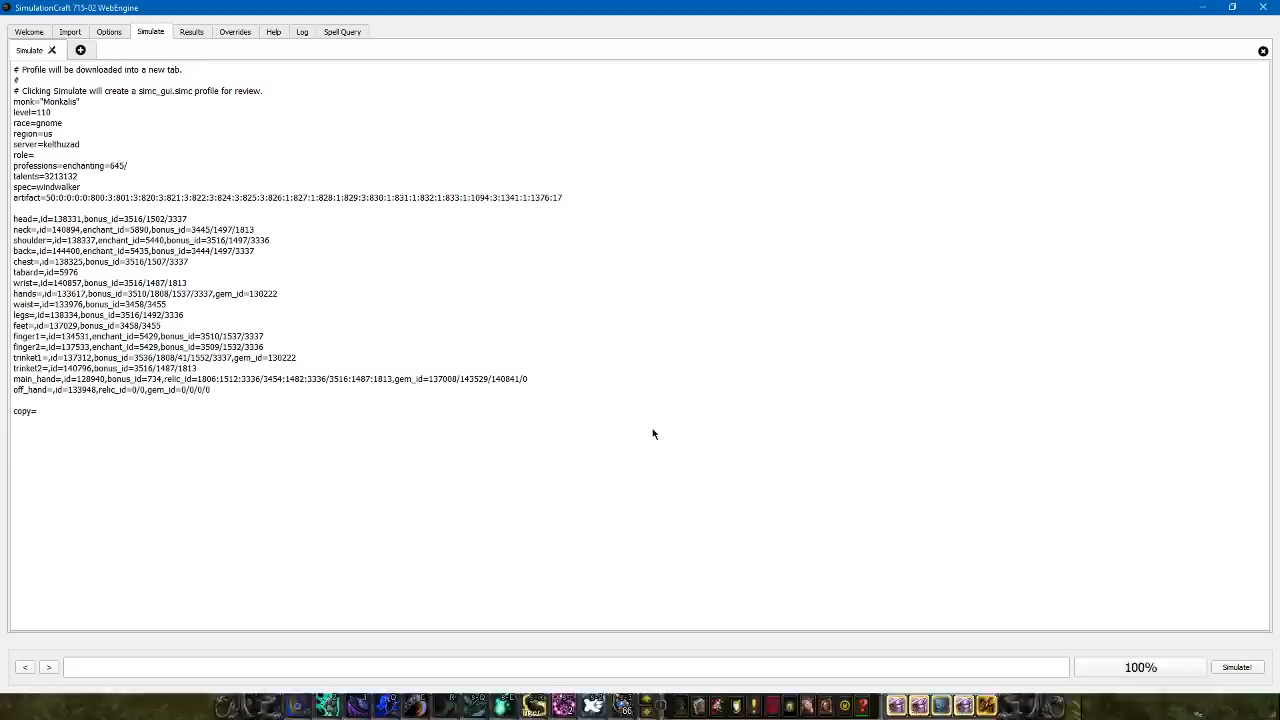 SimulationCraft 715-02 WebEngine
Welcome Import Options Simulate Results Overrides Help Log Spell Query
Simulate
# Profile will be downloaded into a new tab.
#
# Clicking Simulate will create a simc_gui.simc profile for review.
monk="Monkalis"
level=110
race=gnome
region=us
server=kelthuzad
role=
professions=enchanting=645/
talents=3213132
spec=windwalker
artifact=50:0:0:0:0:800:3:801:3:820:3:821:3:822:3:824:3:825:3:826:1:827:1:828:1:829:3:830:1:831:1:832:1:833:1:1094:3:1341:1:1376:17
head=,id=138331,bonus_id=3516/1502/3337
neck=,id=140894,enchant_id=5890,bonus_id=3445/1497/1813
shoulder=,id=138337,enchant_id=5440,bonus_id=3516/1497/3336
back=,id=144400,enchant_id=5435,bonus_id=3444/1497/3337
chest=,id=138325,bonus_id=3516/1507/3337
tabard=,id=5976
wrist=,id=140857,bonus_id=3516/1487/1813
hands=,id=133617,bonus_id=3510/1808/1537/3337,gem_id=130222
waist=,id=133976,bonus_id=3458/3455
legs=,id=138334,bonus_id=3516/1492/3336
feet=,id=137029,bonus_id=3458/3455
finger1=,id=134531,enchant_id=5429,bonus_id=3510/1537/3337
finger2=,id=137533,enchant_id=5429,bonus_id=3509/1532/3336
trinket1=,id=137312,bonus_id=3536/1808/41/1552/3337,gem_id=130222
trinket2=,id=140796,bonus_id=3516/1487/1813
main_hand=,id=128940,bonus_id=734,relic_id=1806:1512:3336/3454:1482:3336/3516:1487:1813,gem_id=137008/143529/140841/0
off_hand=,id=133948,relic_id=0/0,gem_id=0/0/0/0
copy=
< > 100% Simulate!